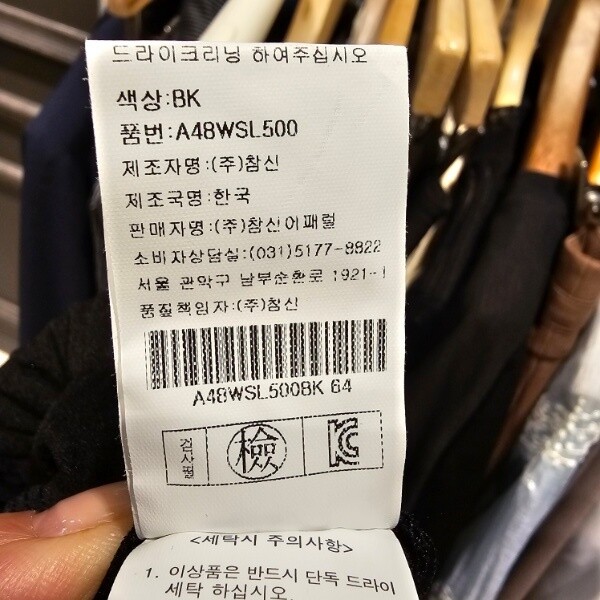 드라이크리닝 하여주십시오
색상:BK
품번:A48WSL500
제조자명:(주)참신
제조국명:한국
판매자명:(주)참신어패럴
소비자상담실:(031)5177-8822
서울 관악구 남부순환로 1921-1
품질책임자:(주)참신
A48WSL500BK 64
검사필 檢 KC
<세탁시 주의사항>
1. 이상품은 반드시 단독 드라이
세탁 하십시오.